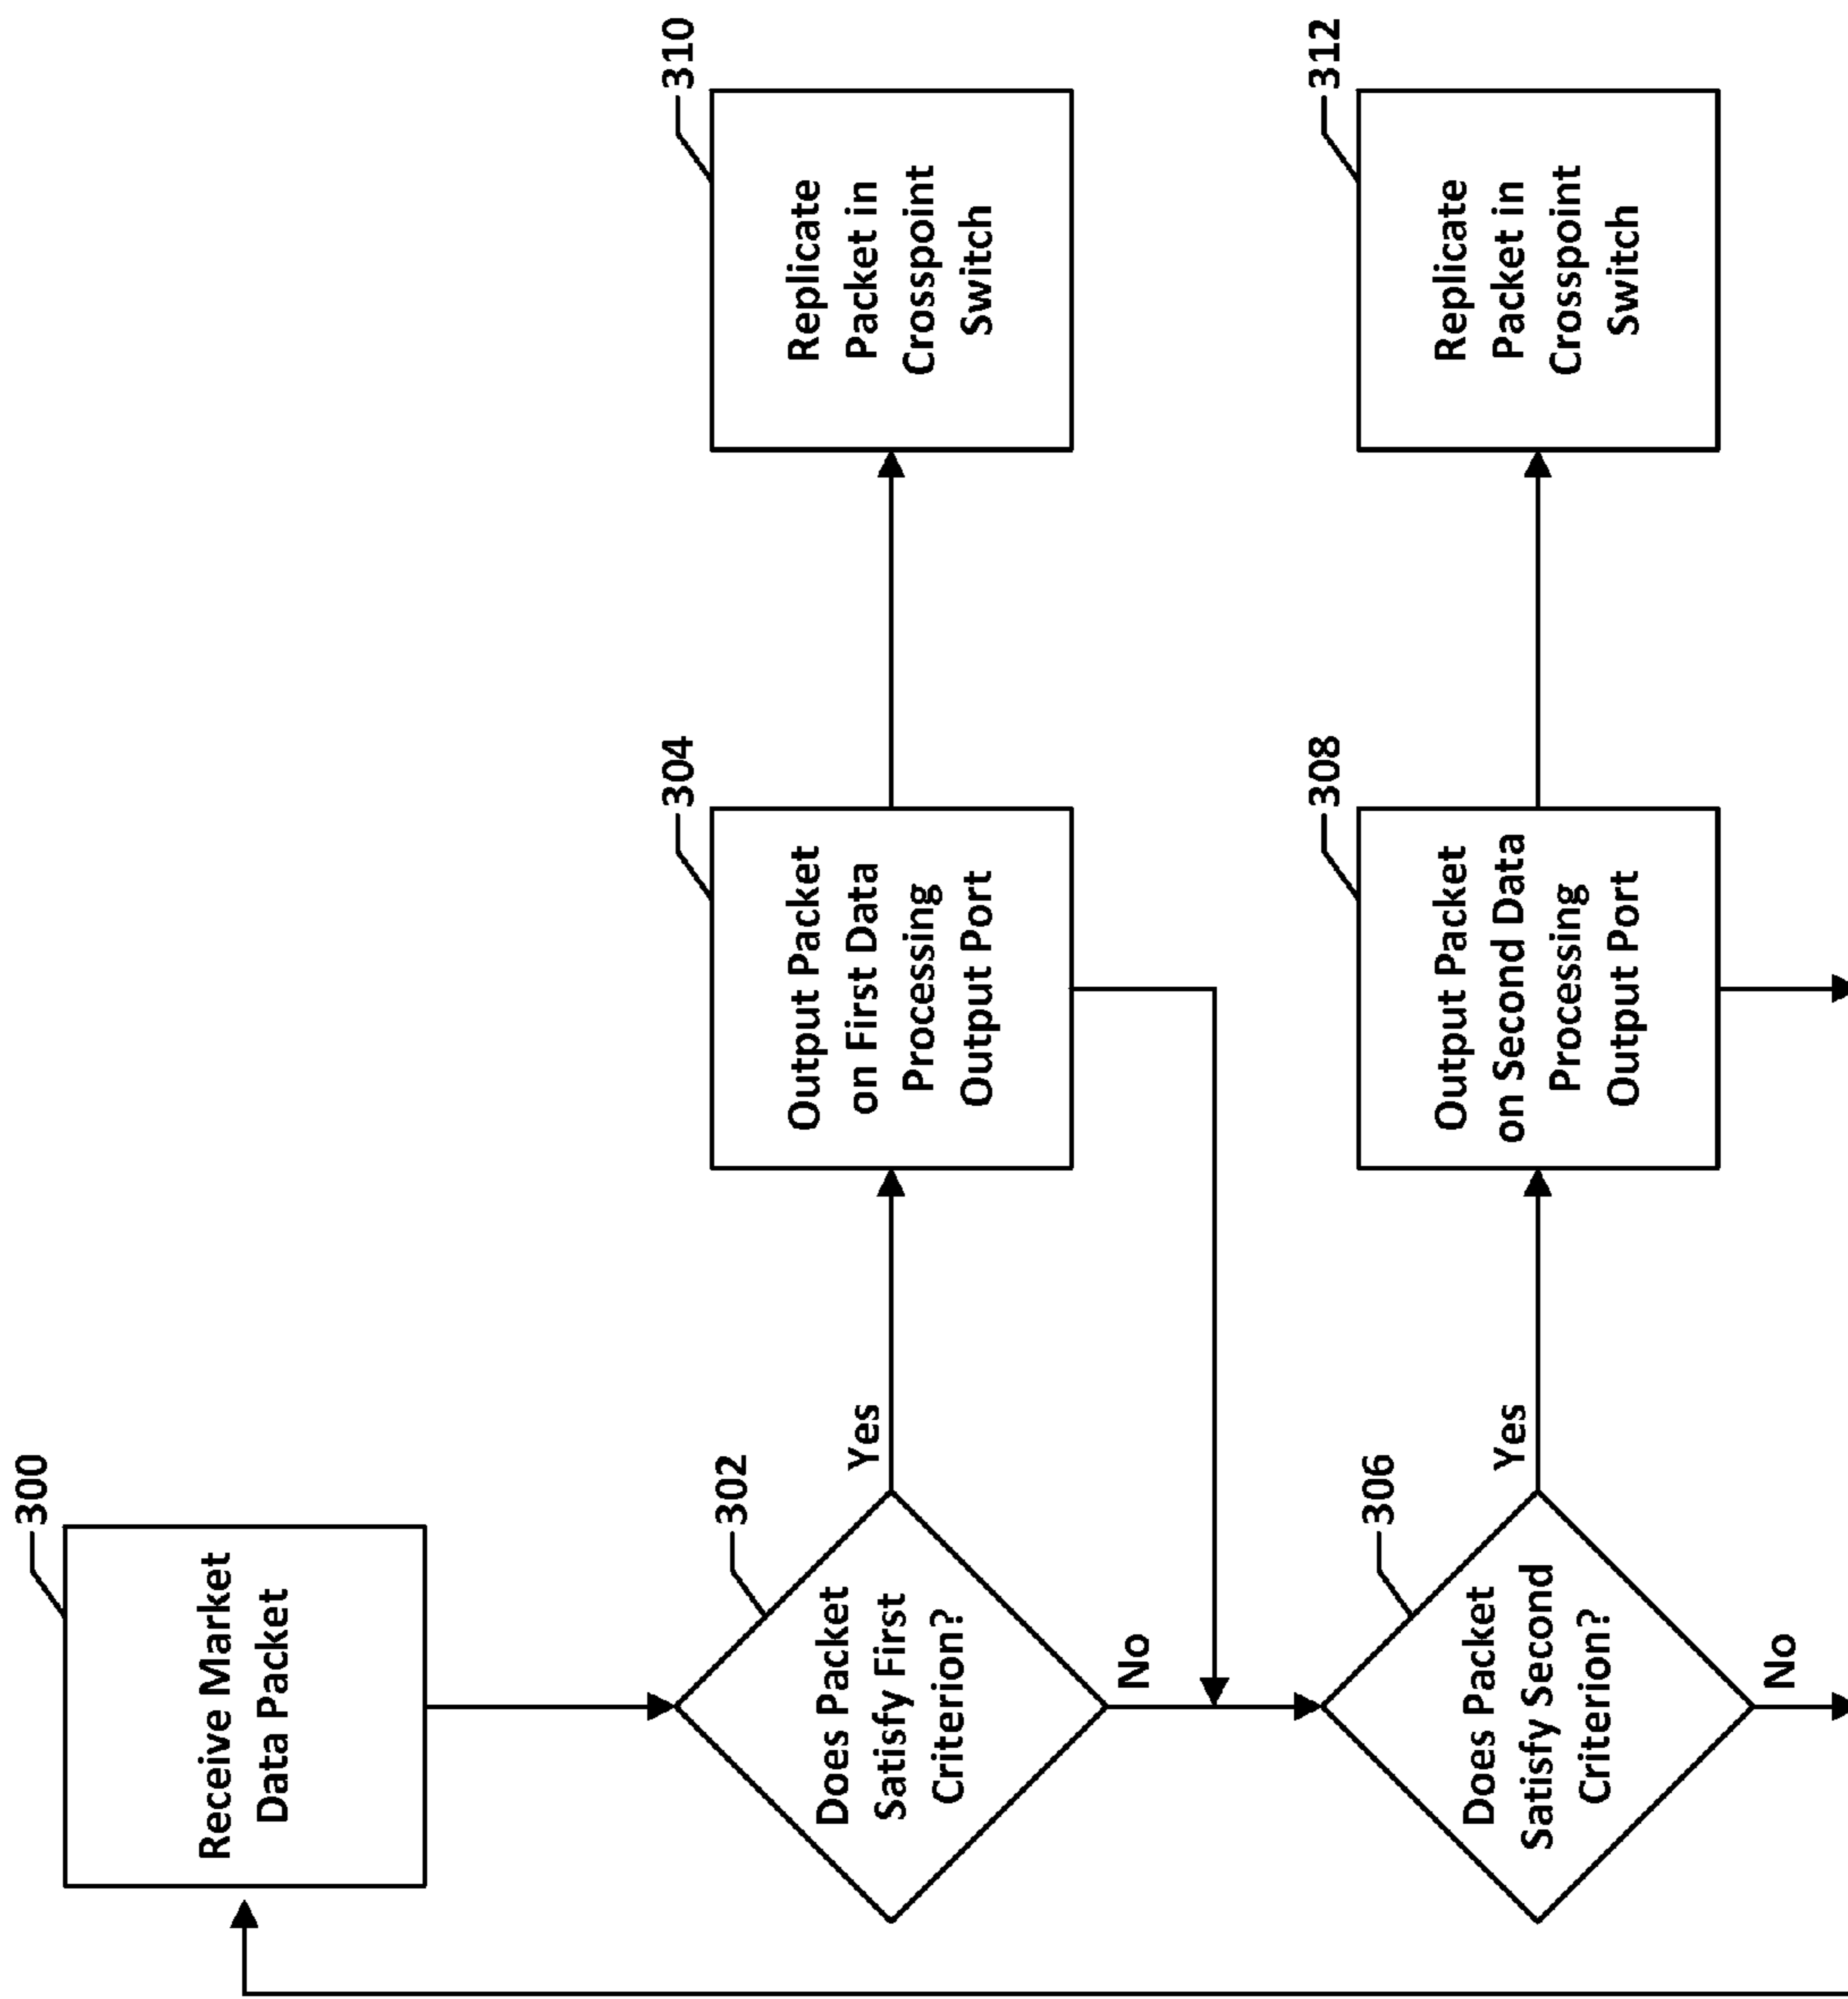 300
Receive Market
Data Packet
302
Does Packet
Satisfy First
Criterion?
Yes
No
304
Output Packet
on First Data
Processing
Output Port
310
Replicate
Packet in
Crosspoint
Switch
306
Does Packet
Satisfy Second
Criterion?
Yes
No
308
Output Packet
on Second Data
Processing
Output Port
312
Replicate
Packet in
Crosspoint
Switch